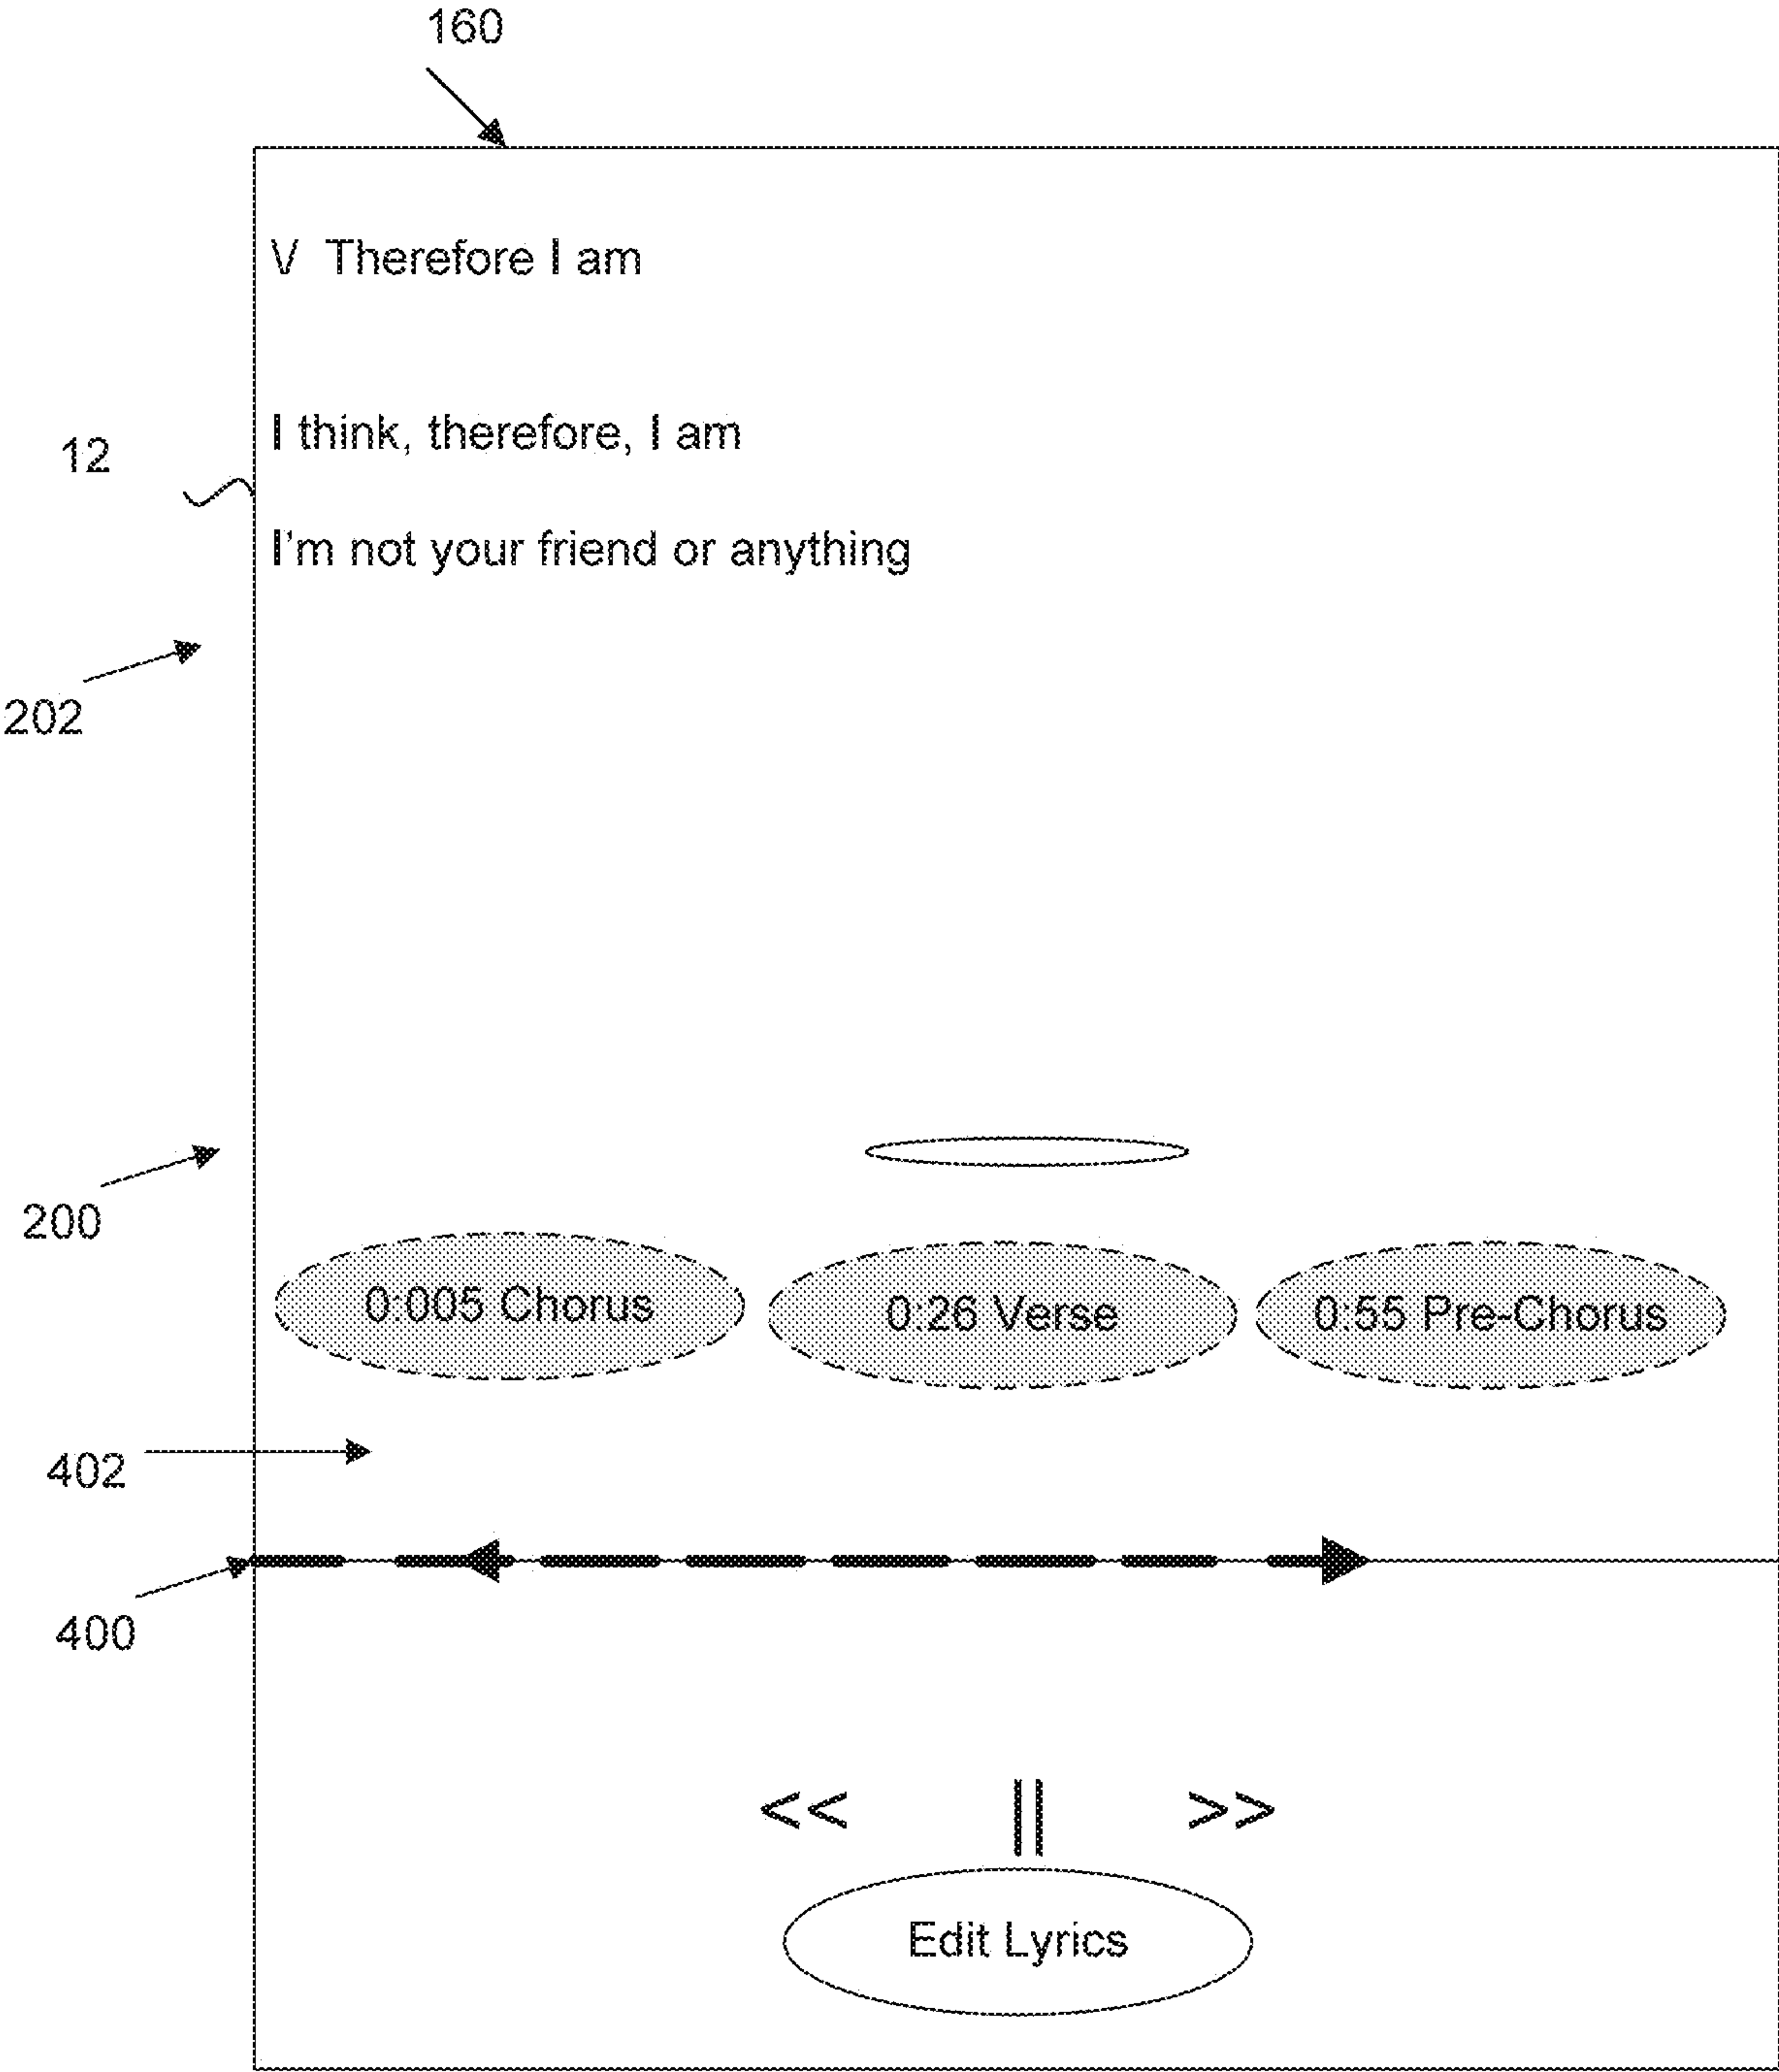 160
V Therefore I am
I think, therefore, I am
12
I'm not your friend or anything
202
200
0:005 Chorus 0:26 Verse 0:55 Pre-Chorus
402
400
<< || >>
Edit Lyrics